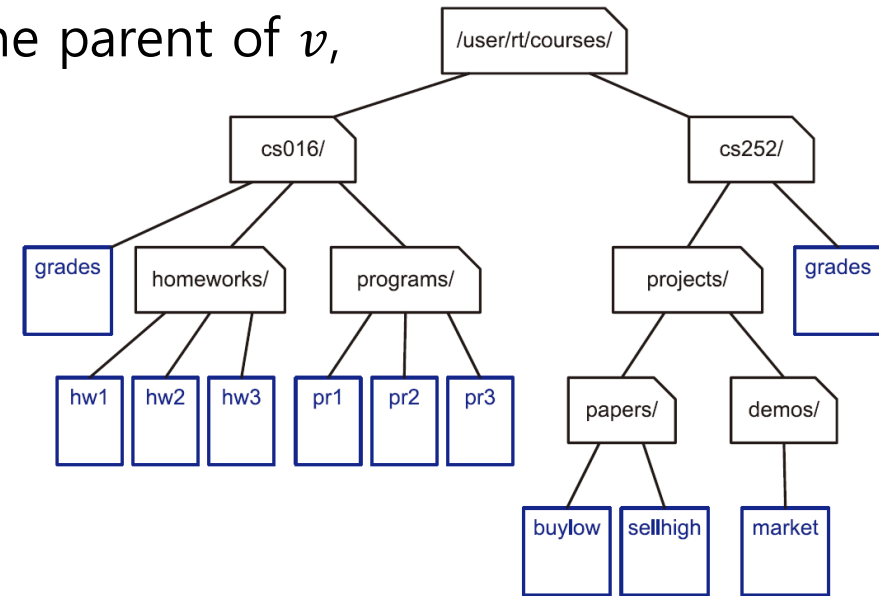 ne parent of v,
/user/rt/courses/
cs016/
cs252/
grades
homeworks/
programs/
projects/
grades
hw1
hw2
hw3
pr1
pr2
pr3
papers/
demos/
buylow
sellhigh
market